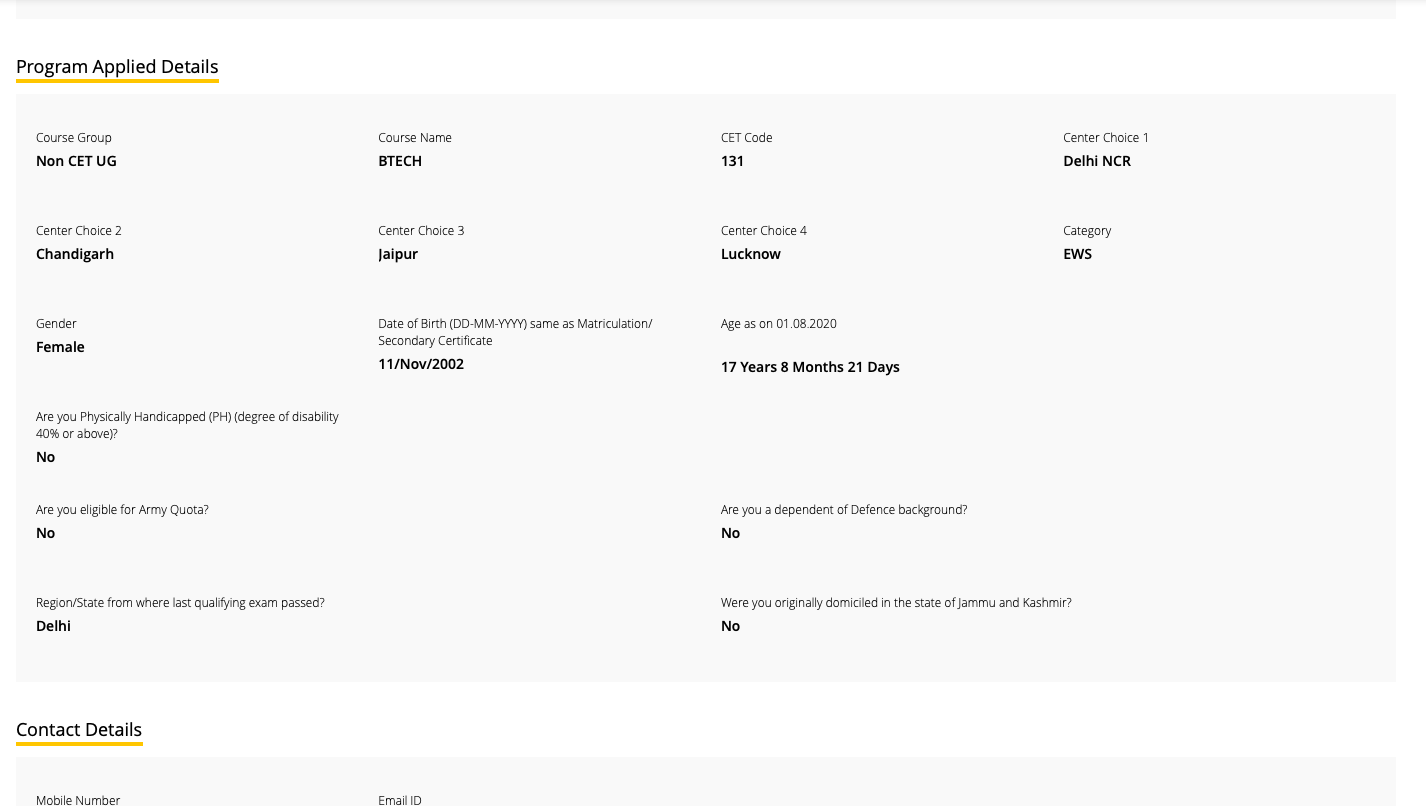 Program Applied Details
Course Group
Non CET UG
Course Name
BTECH
CET Code
131
Center Choice 1
Delhi NCR
Center Choice 2
Chandigarh
Center Choice 3
Jaipur
Center Choice 4
Lucknow
Category
EWS
Gender
Female
Date of Birth (DD-MM-YYYY) same as Matriculation/
Secondary Certificate
11/Nov/2002
Age as on 01.08.2020
17 Years 8 Months 21 Days
Are you Physically Handicapped (PH) (degree of disability
40% or above)?
No
Are you eligible for Army Quota?
No
Are you a dependent of Defence background?
No
Region/State from where last qualifying exam passed?
Delhi
Were you originally domiciled in the state of Jammu and Kashmir?
No
Contact Details
Mobile Number
Email ID